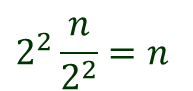 2² n/2² = n